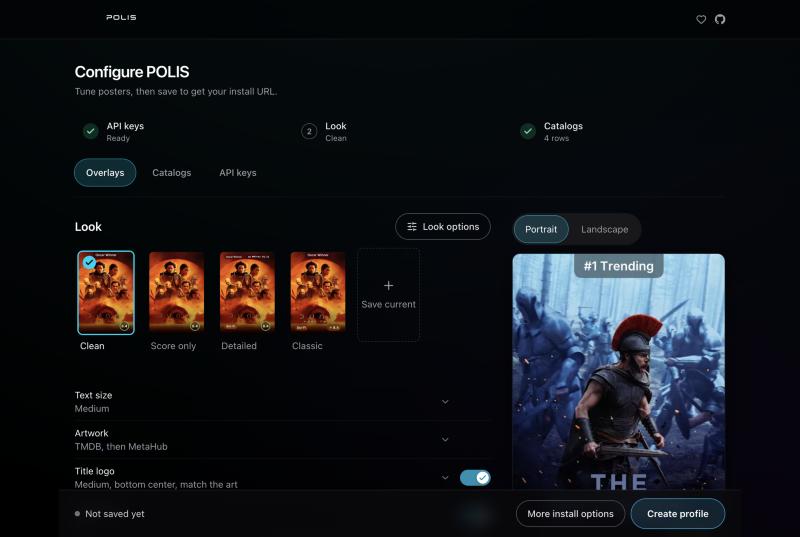 POLIS
Configure POLIS
Tune posters, then save to get your install URL.
API keys
Ready
2
Look
Clean
Catalogs
4 rows
Overlays
Catalogs
API keys
Look
Look options
Portrait
Landscape
Clean
Score only
Detailed
Classic
Save current
#1 Trending
Text size
Medium
Artwork
TMDB, then MetaHub
Title logo
Medium, bottom center, match the art
THE
Not saved yet
More install options
Create profile